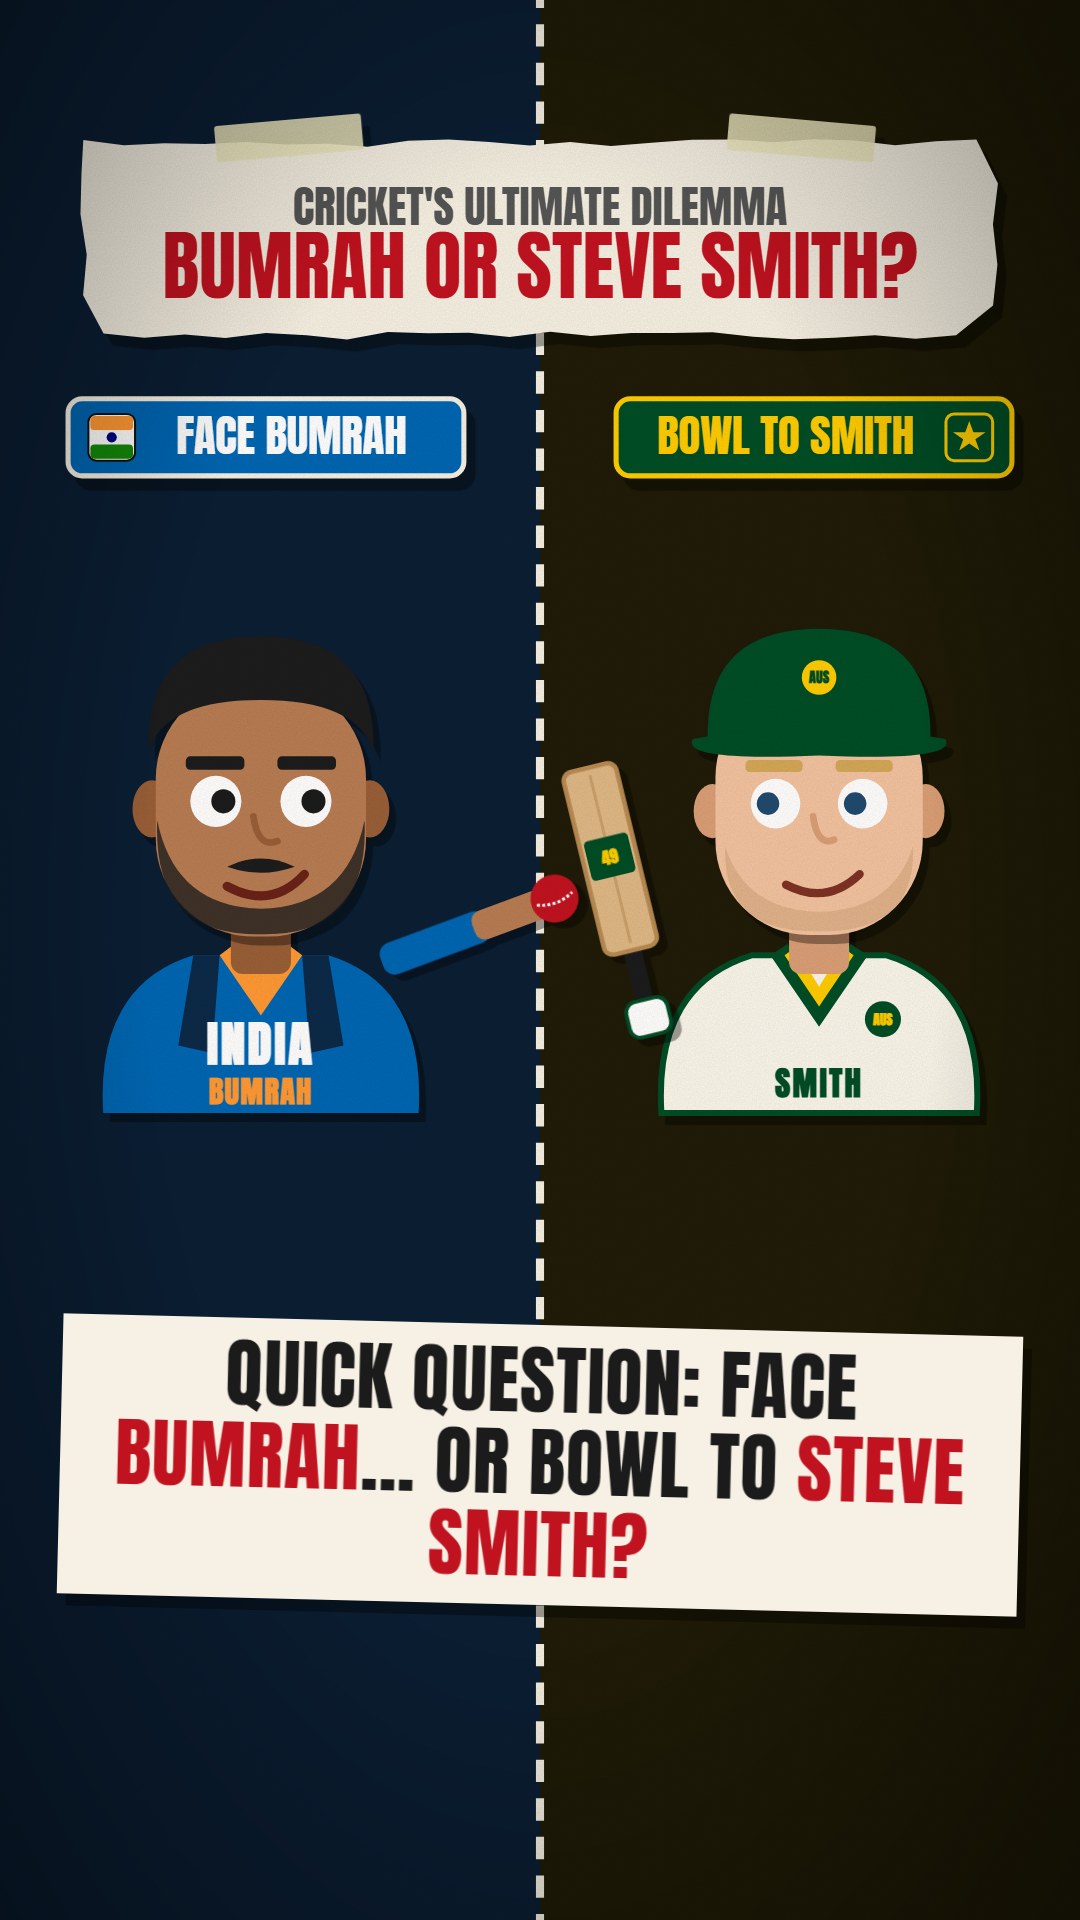 CRICKET'S ULTIMATE DILEMMA
BUMRAH OR STEVE SMITH?
FACE BUMRAH
BOWL TO SMITH
AUS
49
INDIA
BUMRAH
AUS
SMITH
QUICK QUESTION: FACE
BUMRAH... OR BOWL TO STEVE
SMITH?